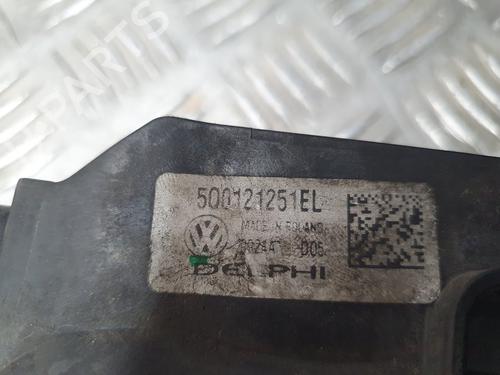 PARTS
5Q0121251EL
MADE IN POLAND
D05
DELPHI